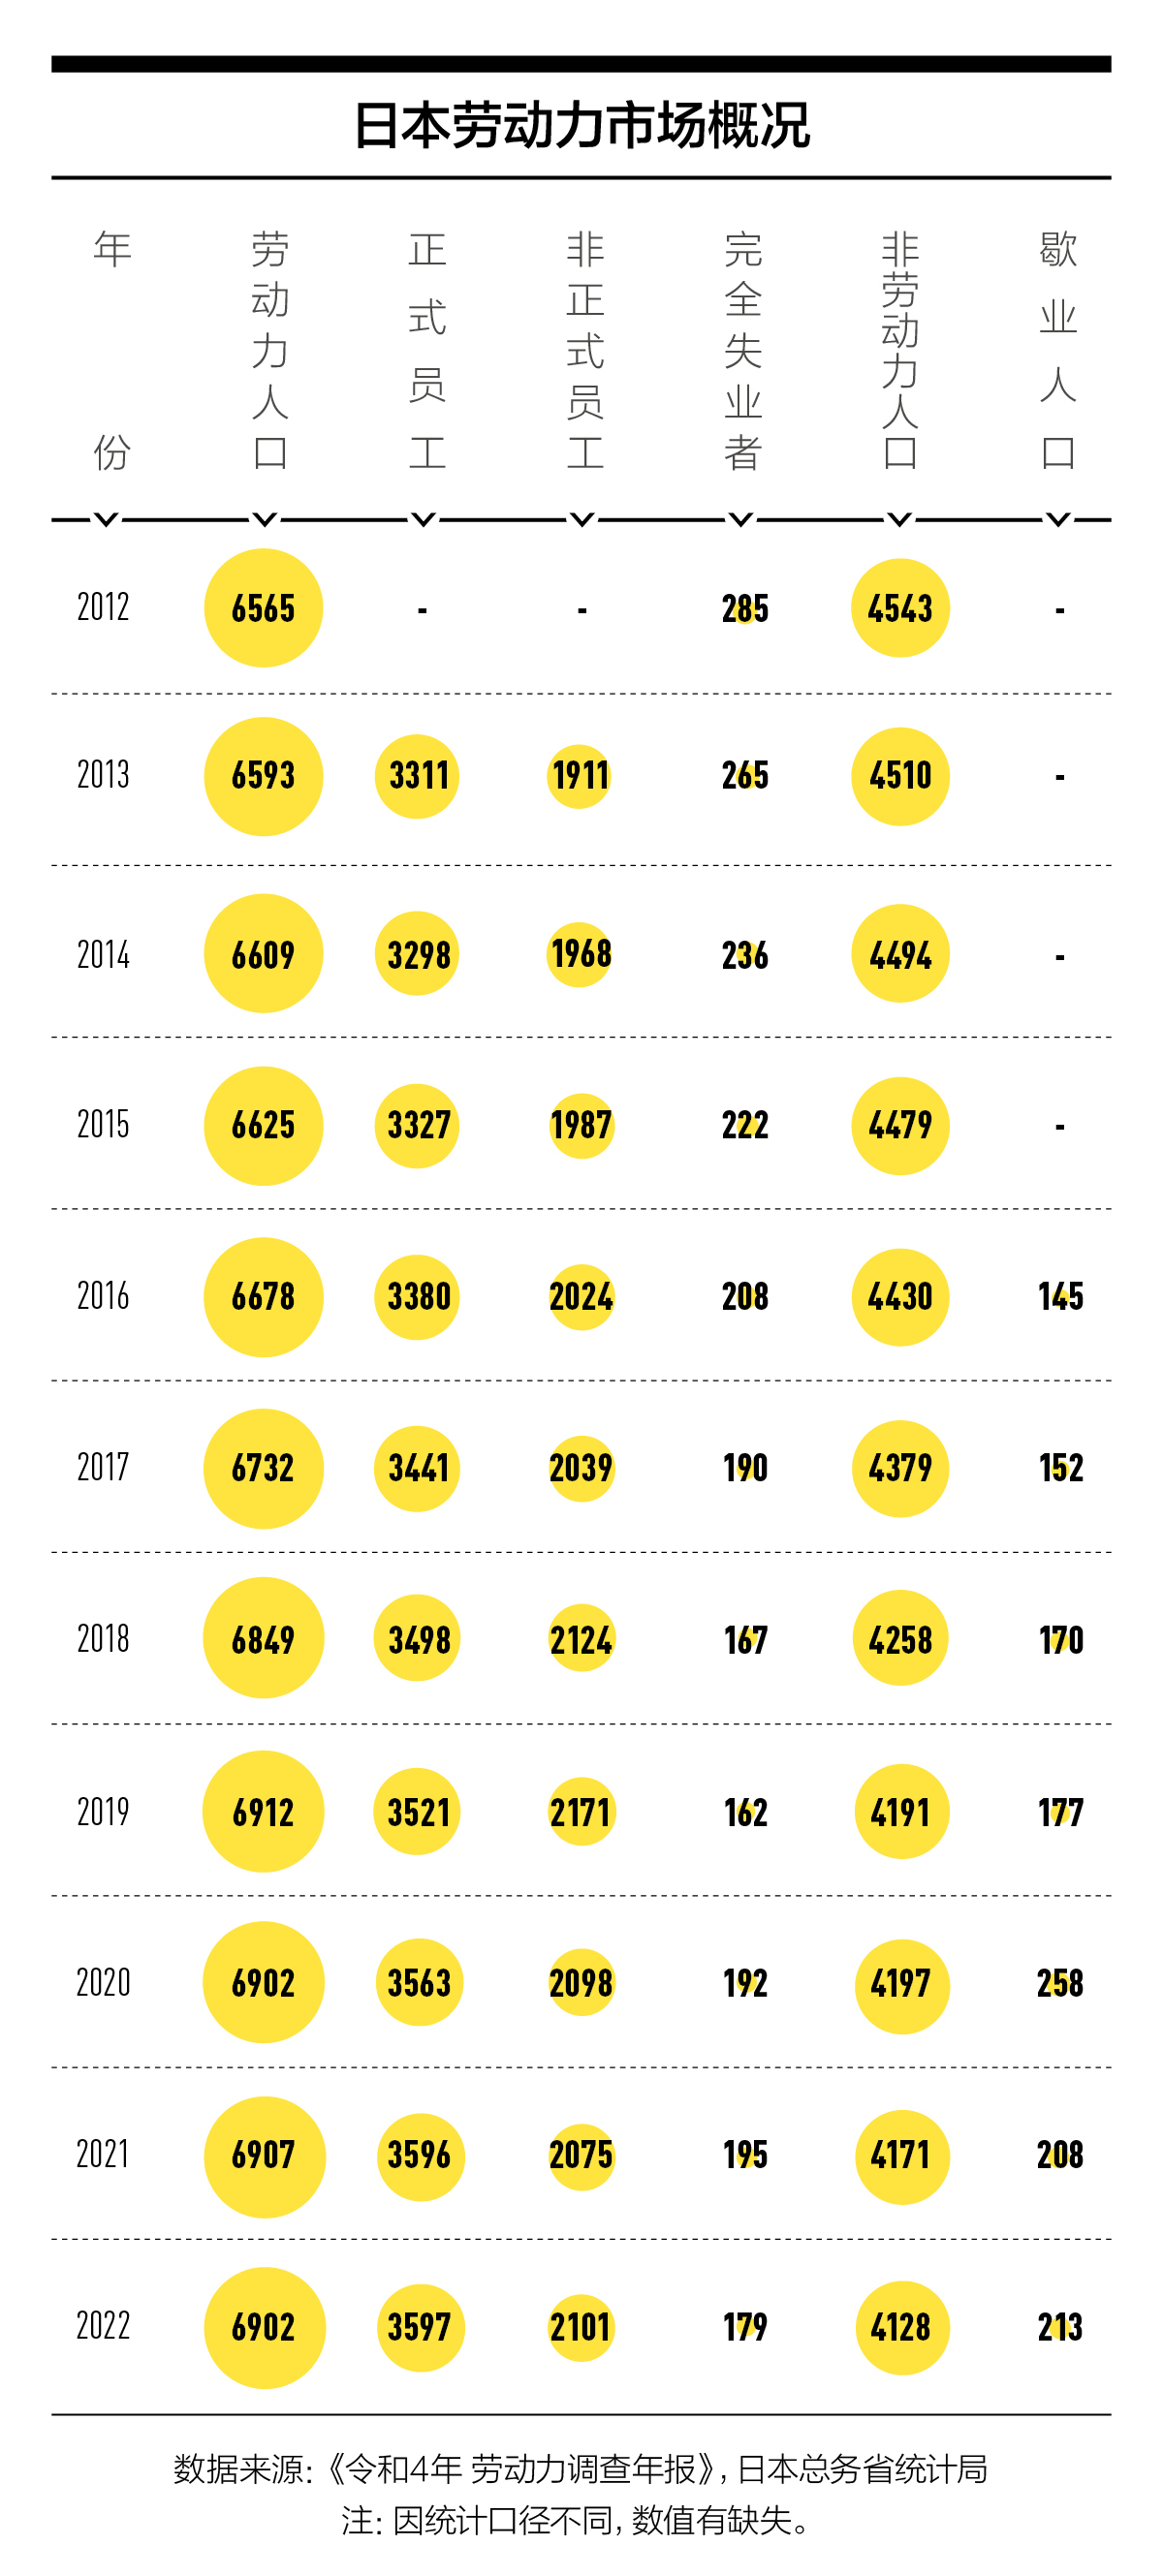 日本劳动力市场概况
年份 劳动力人口 正式员工 非正式员工 完全失业者 非劳动力人口 歇业人口
2012 6565 - - 285 4543 -
2013 6593 3311 1911 265 4510 -
2014 6609 3298 1968 236 4494 -
2015 6625 3327 1987 222 4479 -
2016 6678 3380 2024 208 4430 145
2017 6732 3441 2039 190 4379 152
2018 6849 3498 2124 167 4258 170
2019 6912 3521 2171 162 4191 177
2020 6902 3563 2098 192 4197 258
2021 6907 3596 2075 195 4171 208
2022 6902 3597 2101 179 4128 213
数据来源：《令和4年 劳动力调查年报》，日本总务省统计局
注：因统计口径不同，数值有缺失。